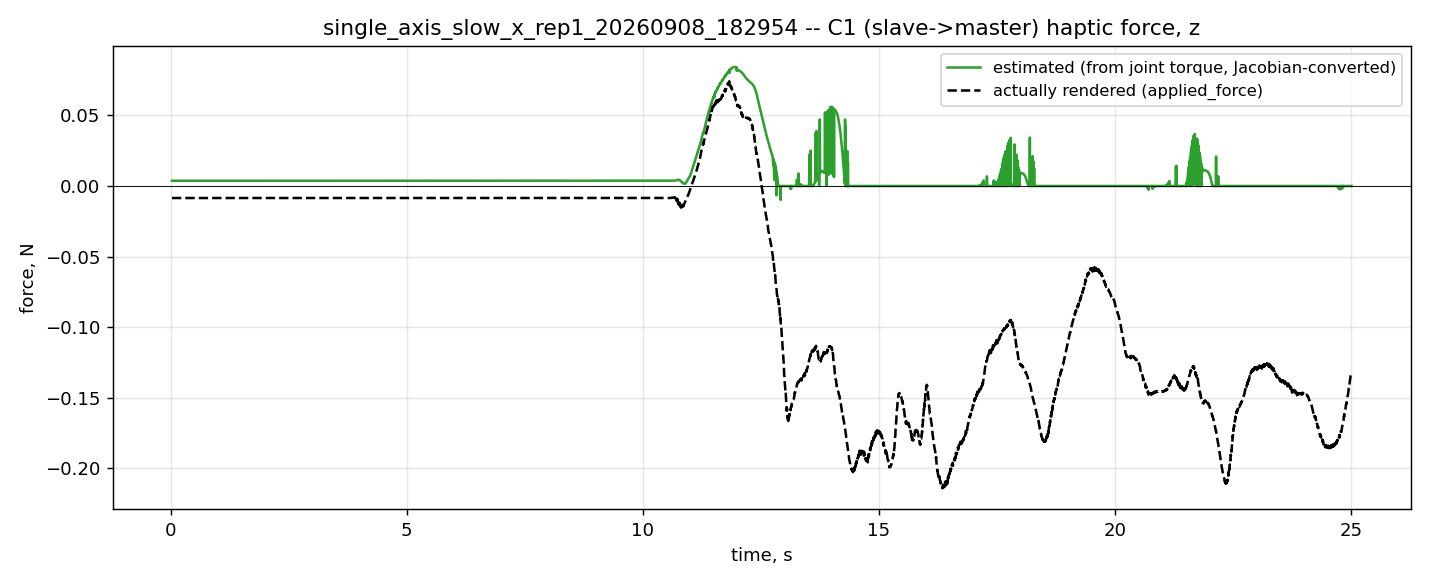 single_axis_slow_x_rep1_20260908_182954 -- C1 (slave->master) haptic force, z
estimated (from joint torque, Jacobian-converted)
actually rendered (applied_force)
force, N
0.05
0.00
−0.05
−0.10
−0.15
−0.20
0
5
10
15
20
25
time, s